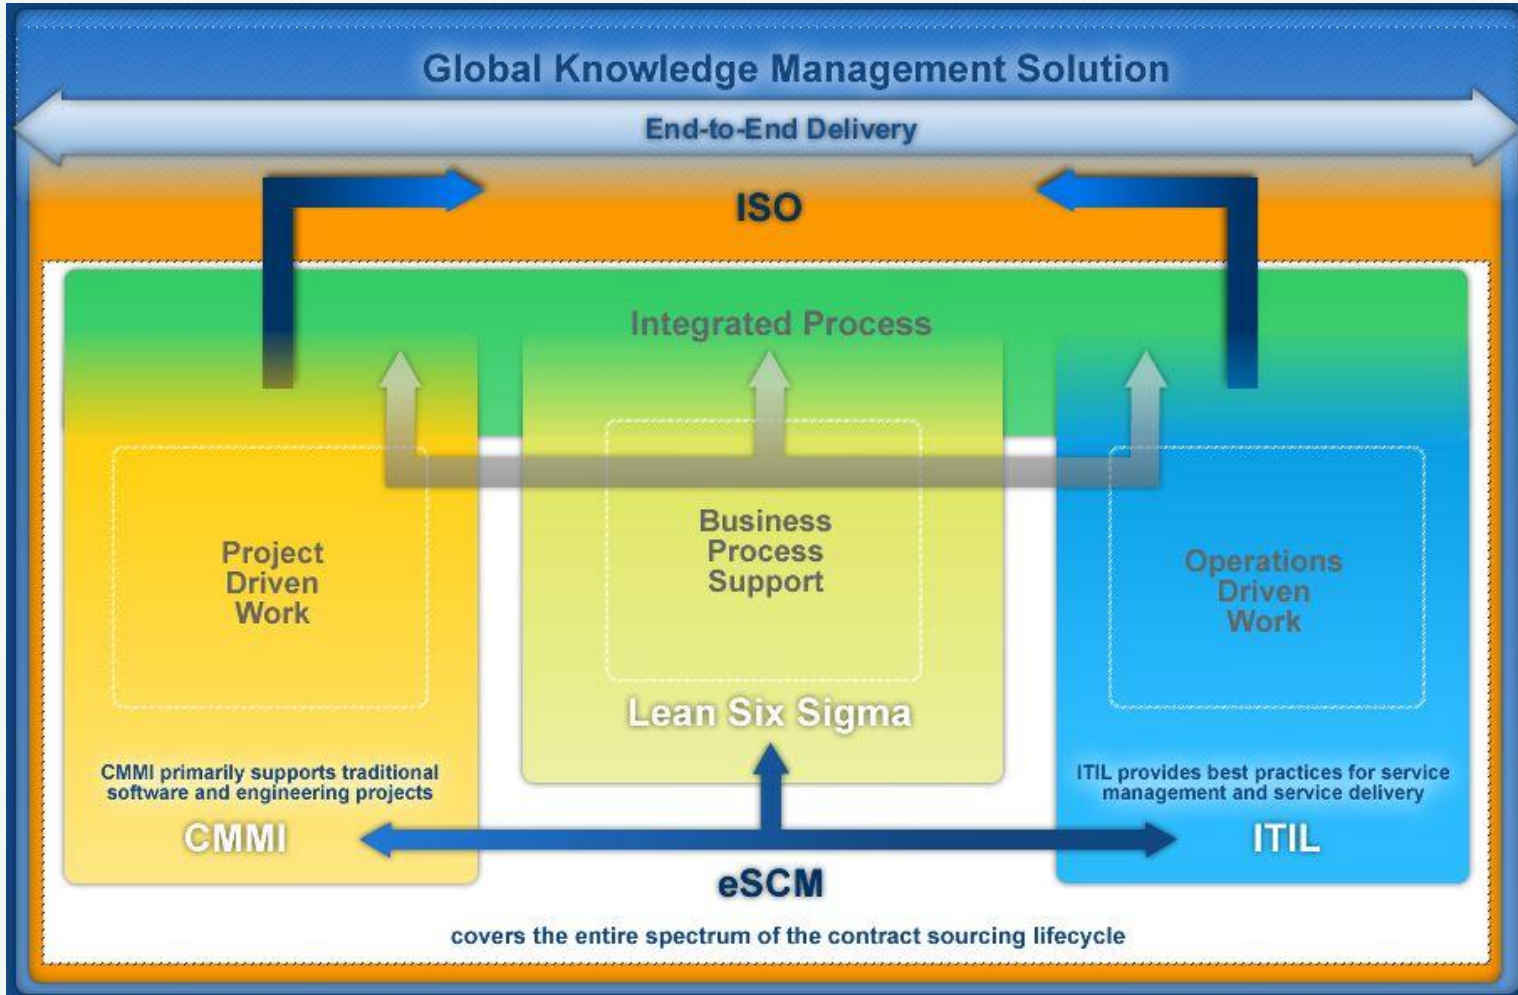 Global Knowledge Management Solution
End-to-End Delivery
ISO
Integrated Process
Project
Driven
Work
Business
Process
Support
Operations
Driven
Work
Lean Six Sigma
CMMI primarily supports traditional
software and engineering projects
CMMI
ITIL provides best practices for service
management and service delivery
ITIL
eSCM
covers the entire spectrum of the contract sourcing lifecycle